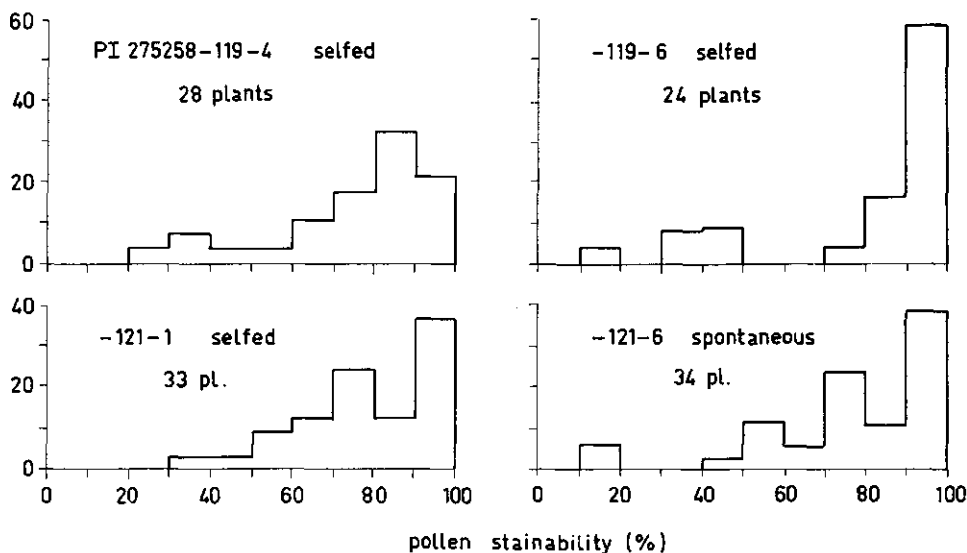 60
40
20
0
PI 275258-119-4 selfed
28 plants
-119-6 selfed
24 plants
40
20
0
-121-1 selfed
33 pl.
-121-6 spontaneous
34 pl.
0 20 40 60 80 100
0 20 40 60 80 100
pollen stainability (%)